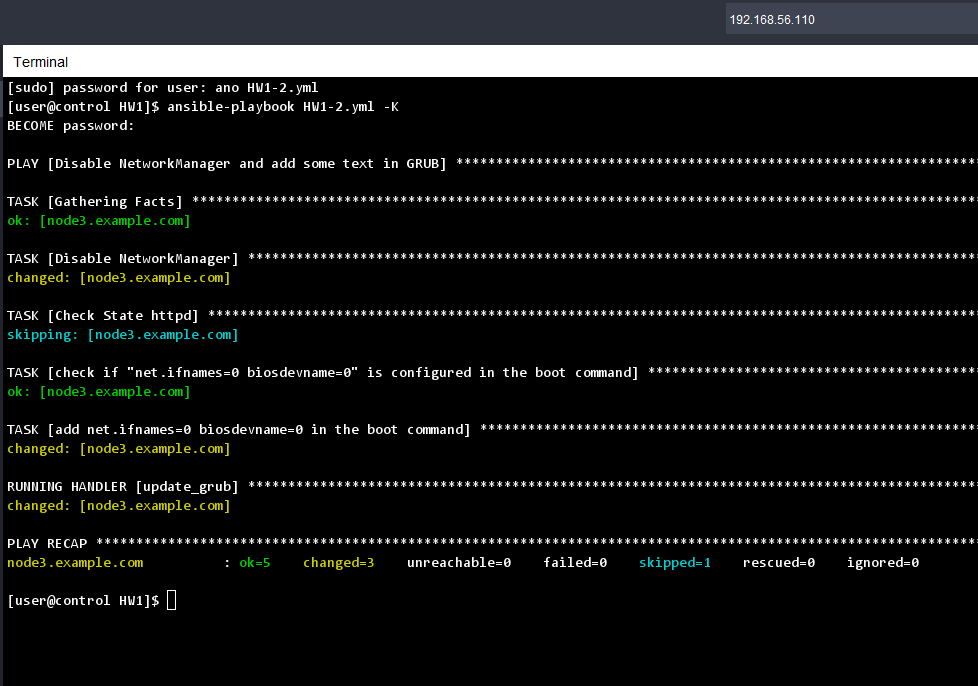 192.168.56.110
Terminal
[sudo] password for user: ano HW1-2.yml
[user@control HW1]$ ansible-playbook HW1-2.yml -K
BECOME password:
PLAY [Disable NetworkManager and add some text in GRUB] *****************************************************************
TASK [Gathering Facts] **************************************************************************************************
ok: [node3.example.com]
TASK [Disable NetworkManager] *******************************************************************************************
changed: [node3.example.com]
TASK [Check State httpd] ************************************************************************************************
skipping: [node3.example.com]
TASK [check if "net.ifnames=0 biosdevname=0" is configured in the boot command] *****************************************
ok: [node3.example.com]
TASK [add net.ifnames=0 biosdevname=0 in the boot command] **************************************************************
changed: [node3.example.com]
RUNNING HANDLER [update_grub] *******************************************************************************************
changed: [node3.example.com]
PLAY RECAP **************************************************************************************************************
node3.example.com          : ok=5    changed=3    unreachable=0    failed=0    skipped=1    rescued=0    ignored=0
[user@control HW1]$